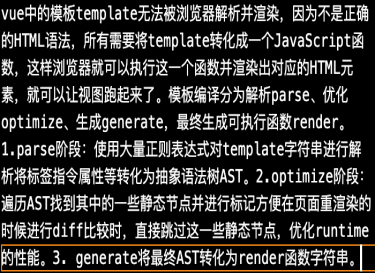 vue中的模板template无法被浏览器解析并渲染，因为不是正确
的HTML语法，所有需要将template转化成一个JavaScript函
数，这样浏览器就可以执行这一个函数并渲染出对应的HTML元
素，就可以让视图跑起来了。模板编译分为解析parse、优化
optimize、生成generate，最终生成可执行函数render。
1.parse阶段：使用大量正则表达式对template字符串进行解
析将标签指令属性等转化为抽象语法树AST。2.optimize阶段：
遍历AST找到其中的一些静态节点并进行标记方便在页面重渲染的
时候进行diff比较时，直接跳过这一些静态节点，优化runtime
的性能。3. generate将最终AST转化为render函数字符串。